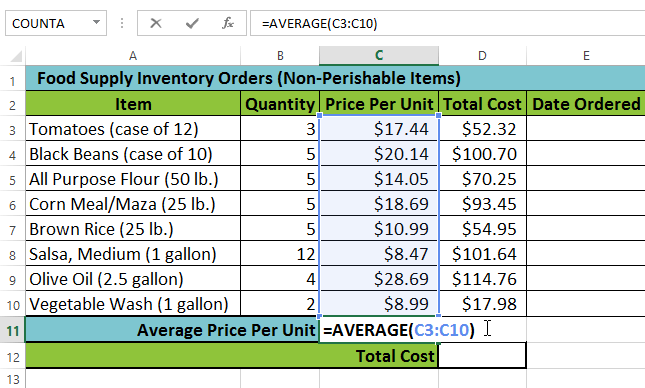 COUNTA fx =AVERAGE(C3:C10)
A B C D E
1 Food Supply Inventory Orders (Non-Perishable Items)
2 Item Quantity Price Per Unit Total Cost Date Ordered
3 Tomatoes (case of 12) 3 $17.44 $52.32
4 Black Beans (case of 10) 5 $20.14 $100.70
5 All Purpose Flour (50 lb.) 5 $14.05 $70.25
6 Corn Meal/Maza (25 lb.) 5 $18.69 $93.45
7 Brown Rice (25 lb.) 5 $10.99 $54.95
8 Salsa, Medium (1 gallon) 12 $8.47 $101.64
9 Olive Oil (2.5 gallon) 4 $28.69 $114.76
10 Vegetable Wash (1 gallon) 2 $8.99 $17.98
11 Average Price Per Unit =AVERAGE(C3:C10)
12 Total Cost
13